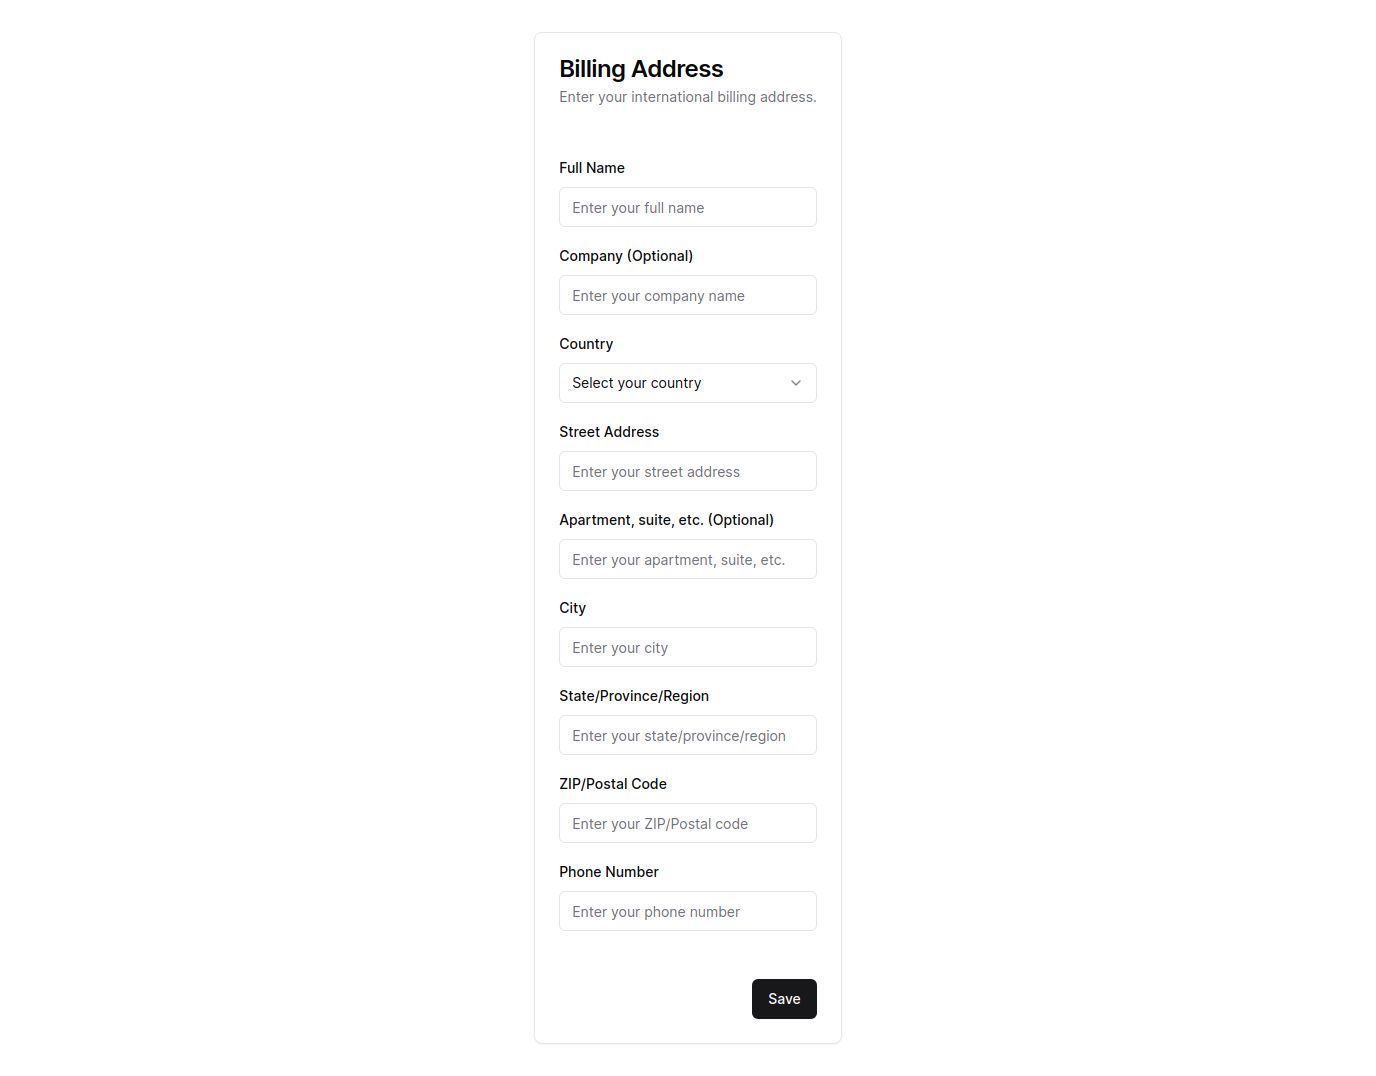 Billing Address
Enter your international billing address.
Full Name
Enter your full name
Company (Optional)
Enter your company name
Country
Select your country
Street Address
Enter your street address
Apartment, suite, etc. (Optional)
Enter your apartment, suite, etc.
City
Enter your city
State/Province/Region
Enter your state/province/region
ZIP/Postal Code
Enter your ZIP/Postal code
Phone Number
Enter your phone number
Save